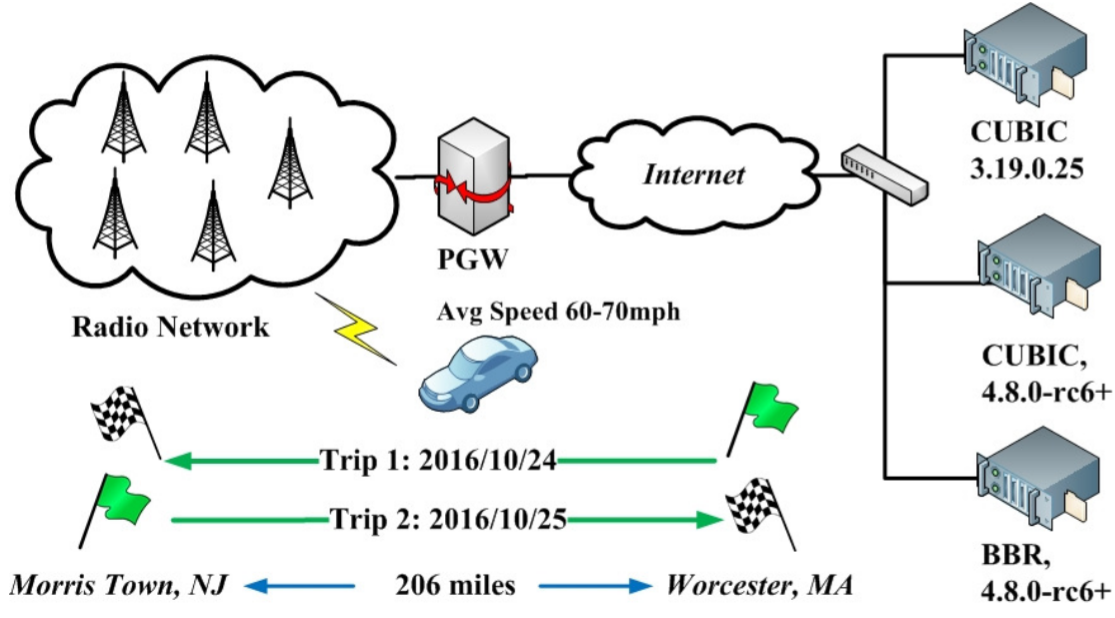 CUBIC
3.19.0.25
Internet
PGW
Radio Network
Avg Speed 60-70mph
CUBIC,
4.8.0-rc6+
Trip 1: 2016/10/24
Trip 2: 2016/10/25
BBR,
4.8.0-rc6+
Morris Town, NJ
206 miles
Worcester, MA